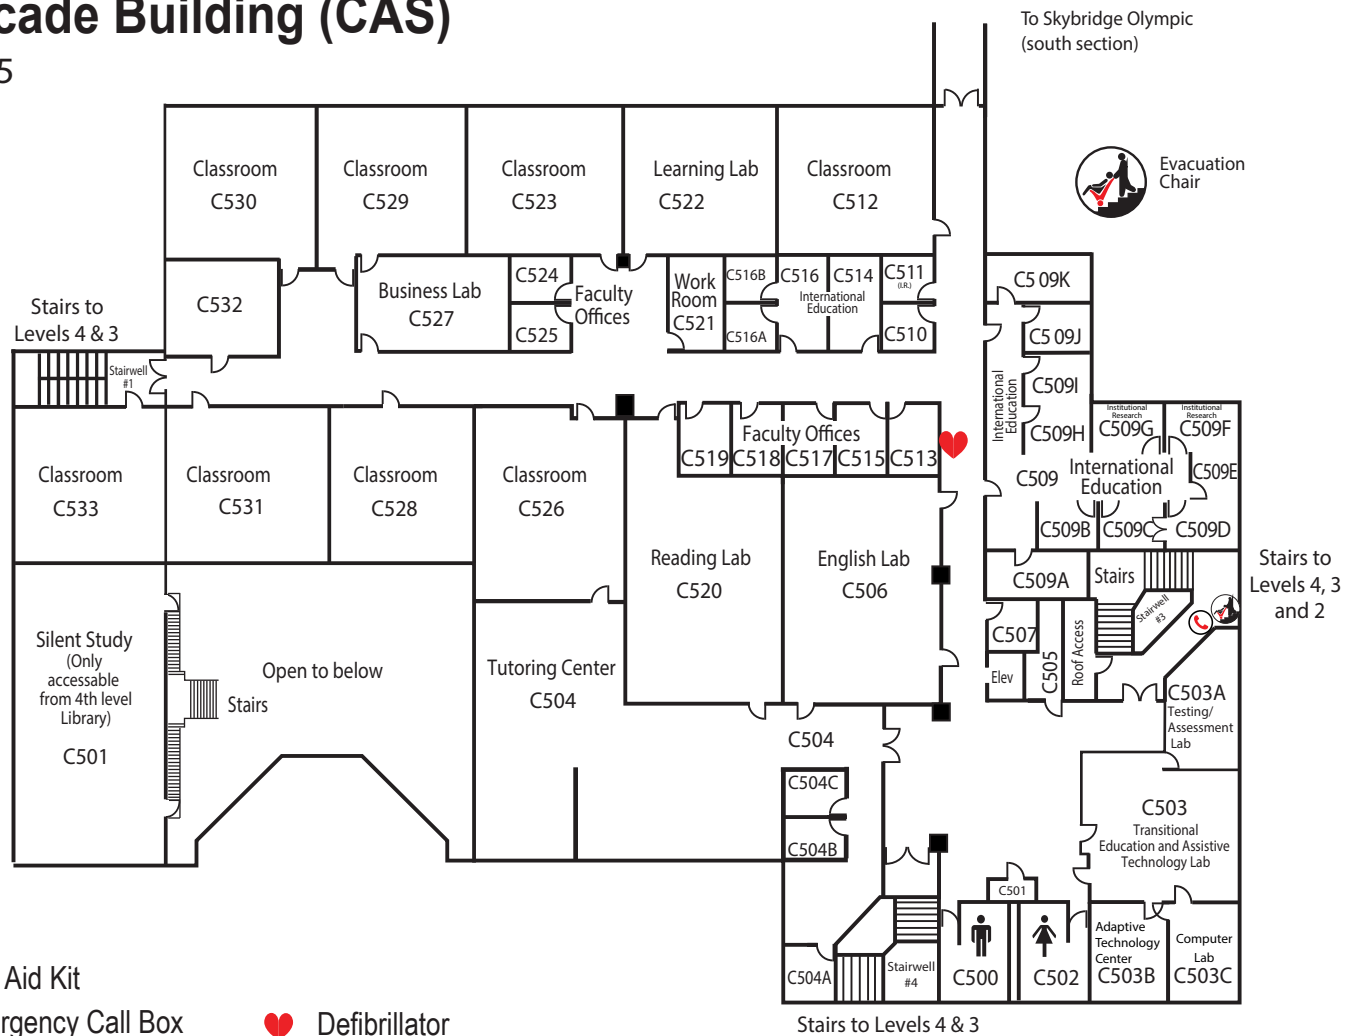 cade Building (CAS)
5
To Skybridge Olympic
(south section)
Evacuation
Chair
Classroom
C530
Classroom
C529
Classroom
C523
Learning Lab
C522
Classroom
C512
C532
Business Lab
C527
C524
C525
Faculty
Offices
Work
Room
C521
C516B
C516A
C516
C514
International
Education
C511
(I.R.)
C510
C5 09K
C5 09J
C509I
C509H
International
Education
Institutional
Research
C509G
Institutional
Research
C509F
C509
International
Education
C509E
C509B
C509C
C509D
C509A
Stairs to
Levels 4 & 3
Stairwell
#1
Classroom
C533
Classroom
C531
Classroom
C528
Classroom
C526
Faculty Offices
C519
C518
C517
C515
C513
Reading Lab
C520
English Lab
C506
Stairs
Stairwell
#3
Stairs to
Levels 4, 3
and 2
C507
Elev
C505
Roof Access
Silent Study
(Only
accessable
from 4th level
Library)
C501
Open to below
Stairs
Tutoring Center
C504
C504
C504C
C504B
C504A
C503A
Testing/
Assessment
Lab
C503
Transitional
Education and Assistive
Technology Lab
C501
C500
C502
Adaptive
Technology
Center
C503B
Computer
Lab
C503C
Stairwell
#4
Stairs to Levels 4 & 3
Aid Kit
rgency Call Box
Defibrillator